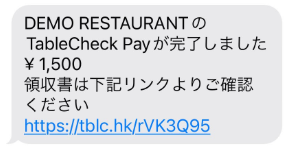 DEMO RESTAURANTの
TableCheck Payが完了しました
¥ 1,500
領収書は下記リンクよりご確認
ください
https://tblc.hk/rVK3Q95